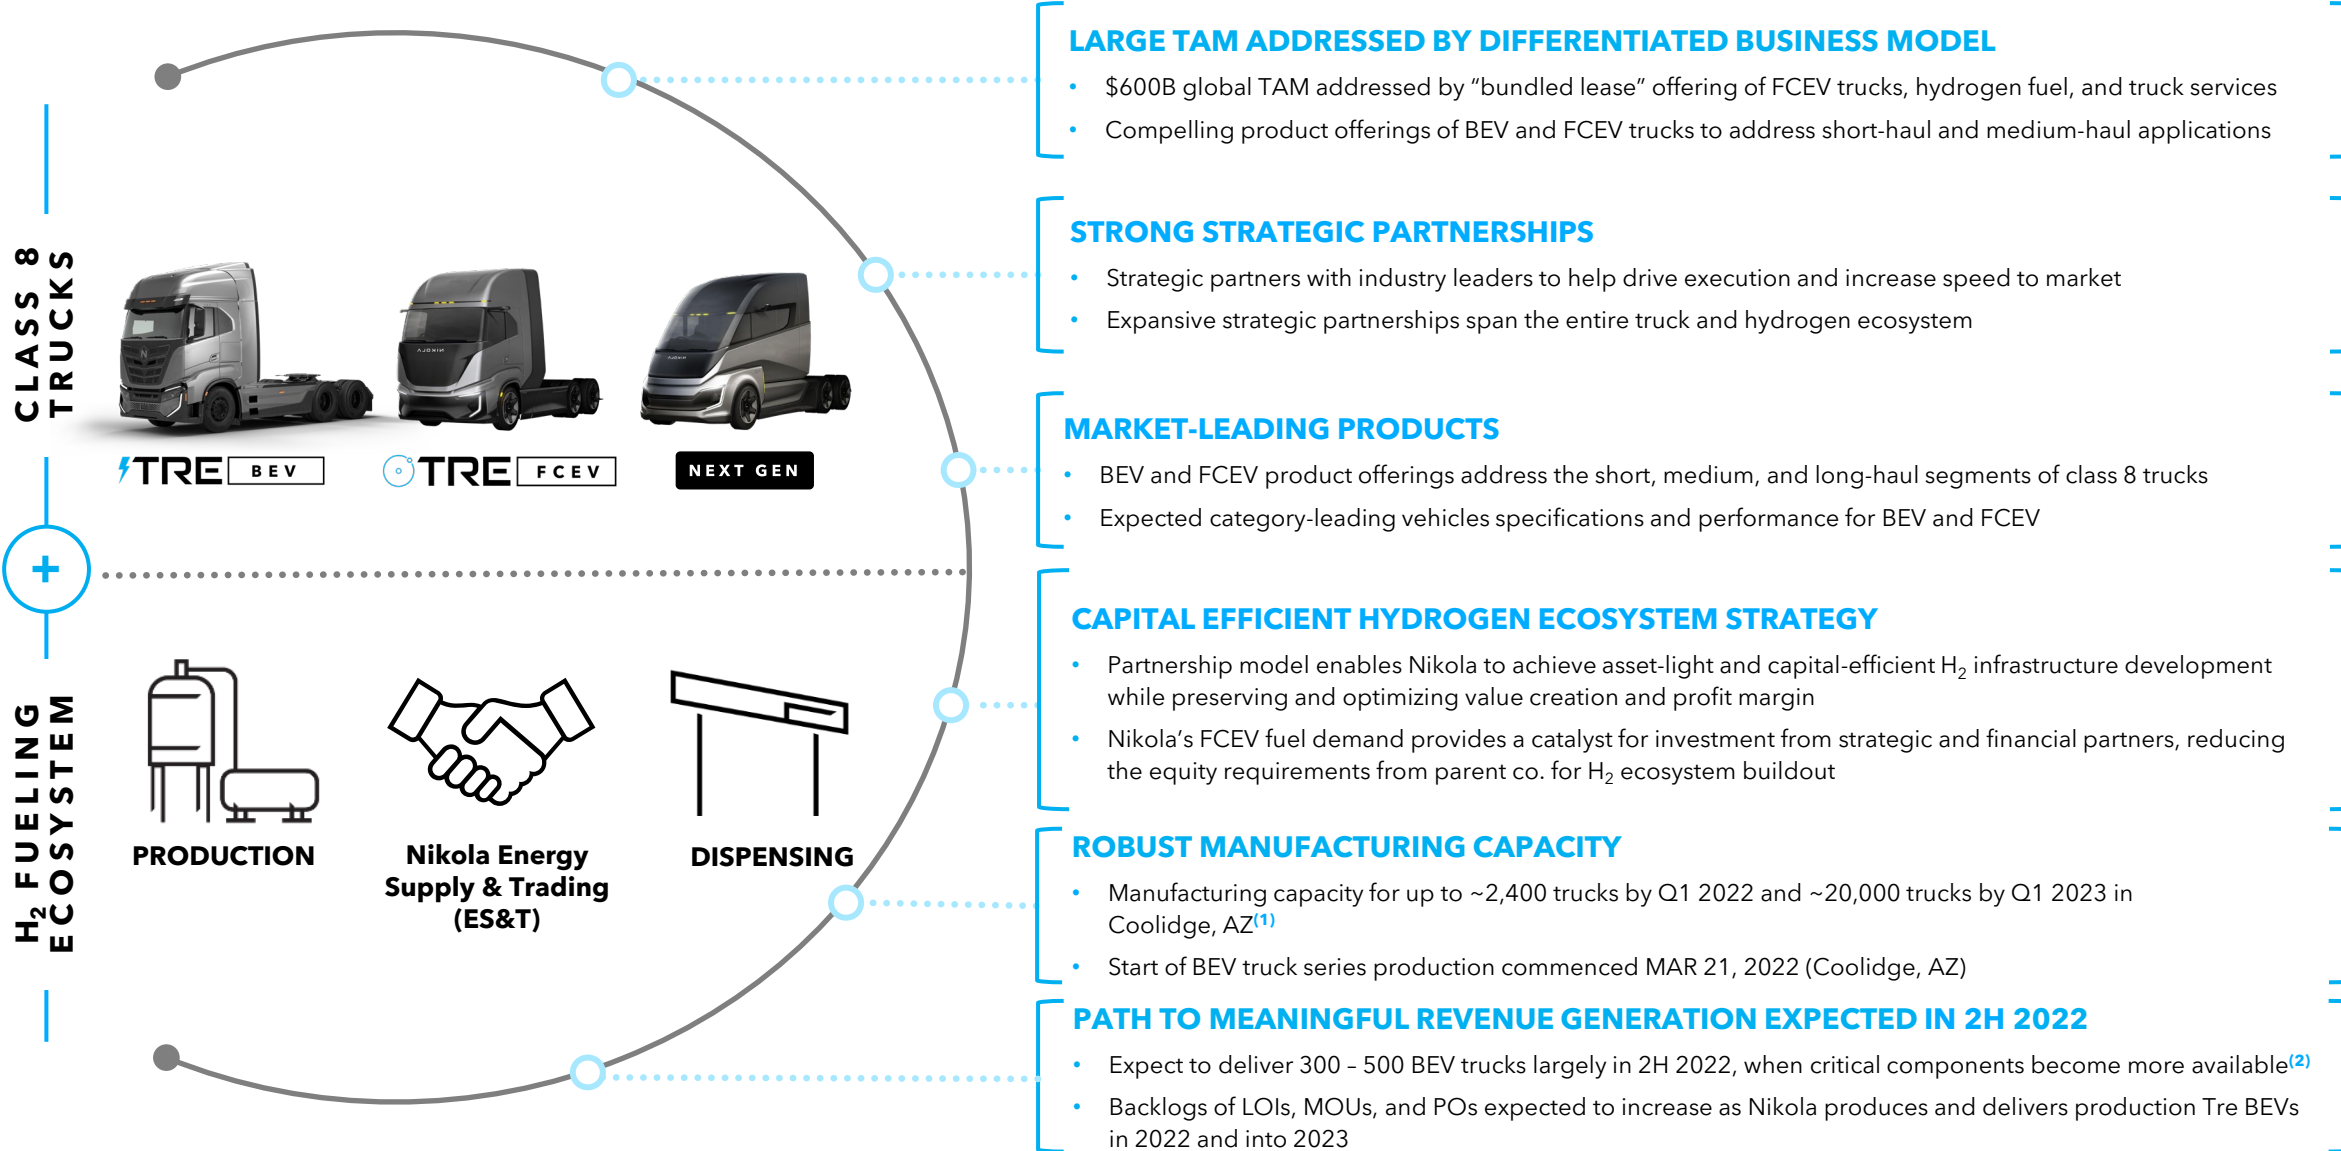 CLASS 8
TRUCKS
TRE BEV
TRE FCEV
NEXT GEN
+
H₂ FUELING
ECOSYSTEM
PRODUCTION
Nikola Energy
Supply & Trading
(ES&T)
DISPENSING
LARGE TAM ADDRESSED BY DIFFERENTIATED BUSINESS MODEL
• $600B global TAM addressed by “bundled lease” offering of FCEV trucks, hydrogen fuel, and truck services
• Compelling product offerings of BEV and FCEV trucks to address short-haul and medium-haul applications
STRONG STRATEGIC PARTNERSHIPS
• Strategic partners with industry leaders to help drive execution and increase speed to market
• Expansive strategic partnerships span the entire truck and hydrogen ecosystem
MARKET-LEADING PRODUCTS
• BEV and FCEV product offerings address the short, medium, and long-haul segments of class 8 trucks
• Expected category-leading vehicles specifications and performance for BEV and FCEV
CAPITAL EFFICIENT HYDROGEN ECOSYSTEM STRATEGY
• Partnership model enables Nikola to achieve asset-light and capital-efficient H₂ infrastructure development
while preserving and optimizing value creation and profit margin
• Nikola’s FCEV fuel demand provides a catalyst for investment from strategic and financial partners, reducing
the equity requirements from parent co. for H₂ ecosystem buildout
ROBUST MANUFACTURING CAPACITY
• Manufacturing capacity for up to ~2,400 trucks by Q1 2022 and ~20,000 trucks by Q1 2023 in
Coolidge, AZ(1)
• Start of BEV truck series production commenced MAR 21, 2022 (Coolidge, AZ)
PATH TO MEANINGFUL REVENUE GENERATION EXPECTED IN 2H 2022
• Expect to deliver 300 – 500 BEV trucks largely in 2H 2022, when critical components become more available(2)
• Backlogs of LOIs, MOUs, and POs expected to increase as Nikola produces and delivers production Tre BEVs
in 2022 and into 2023